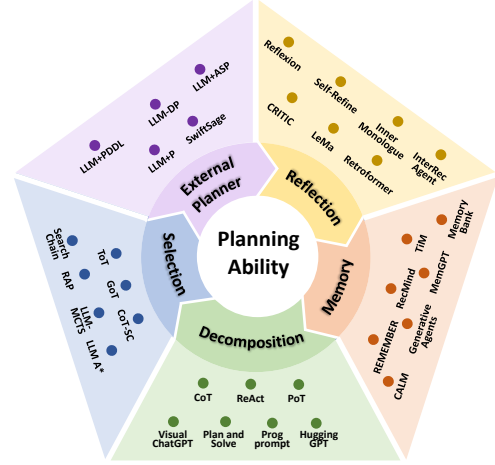 Planning
Ability
External
Planner
LLM+ASP
LLM-DP
SwiftSage
LLM+PDDL
LLM+P
Reflection
Reflexion
Self-Refine
Inner
Monologue
InterRec
Agent
CRITIC
LeMa
Retroformer
Memory
Memory
Bank
TiM
MemGPT
RecMind
Generative
Agents
REMEMBER
CALM
Decomposition
CoT
ReAct
PoT
Visual
ChatGPT
Plan and
Solve
Prog
prompt
Hugging
GPT
Selection
Search
Chain
ToT
RAP
GoT
LLM-
MCTS
CoT-SC
LLM A*